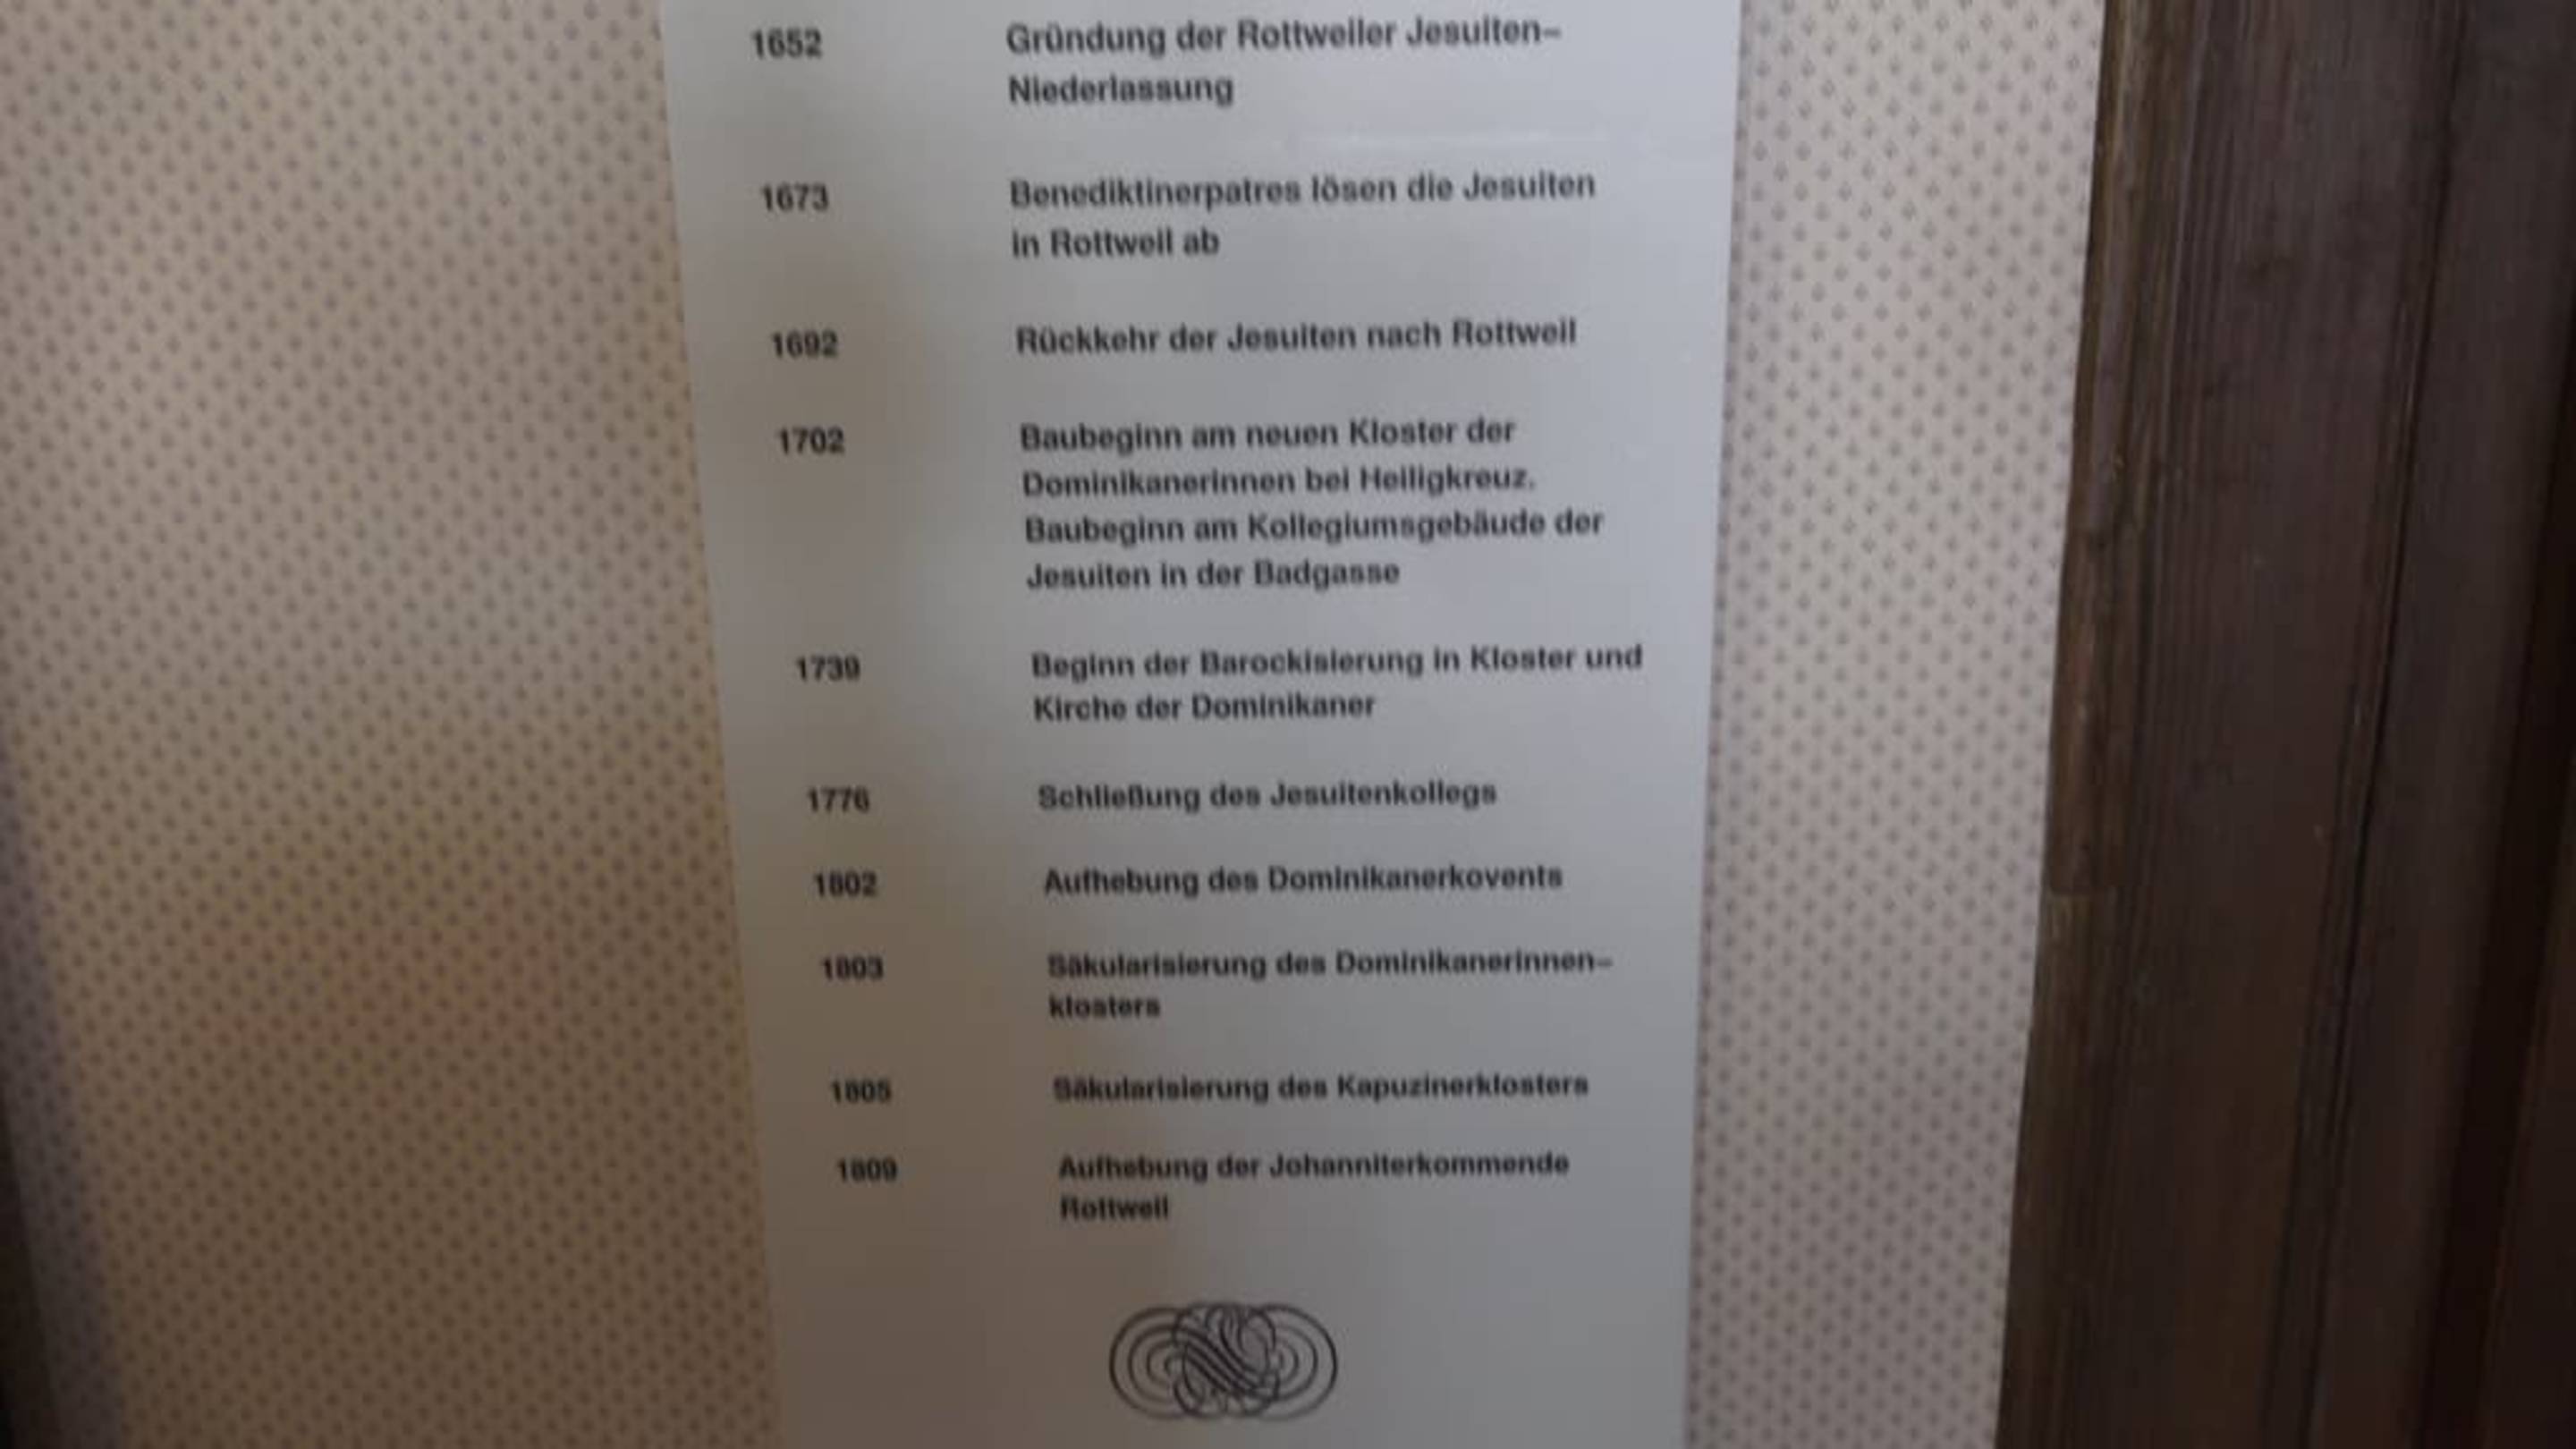 1652 Gründung der Rottweiler Jesuiten-
Niederlassung
1673 Benediktinerpatres lösen die Jesuiten
in Rottweil ab
1692 Rückkehr der Jesuiten nach Rottweil
1702 Baubeginn am neuen Kloster der
Dominikanerinnen bei Heiligkreuz.
Baubeginn am Kollegiumsgebäude der
Jesuiten in der Badgasse
1739 Beginn der Barockisierung in Kloster und
Kirche der Dominikaner
1776 Schließung des Jesuitenkollegs
1802 Aufhebung des Dominikanerkovents
1803 Säkularisierung des Dominikanerinnen-
klosters
1805 Säkularisierung des Kapuzinerklosters
1809 Aufhebung der Johanniterkommende
Rottweil